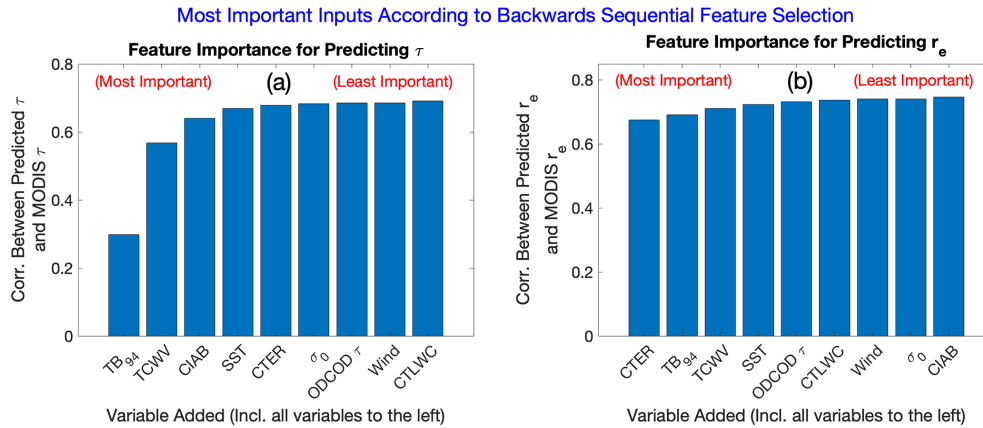 Most Important Inputs According to Backwards Sequential Feature Selection
Feature Importance for Predicting τ
(Most Important)
(a)
(Least Important)
Corr. Between Predicted τ
and MODIS τ
0.8
0.6
0.4
0.2
0
TB94
TCWV
CIAB
SST
CTER
σ0
ODCOD τ
Wind
CTLWC
Variable Added (Incl. all variables to the left)
Feature Importance for Predicting re
(Most Important)
(b)
(Least Important)
Corr. Between Predicted re
and MODIS re
0.8
0.6
0.4
0.2
0
CTER
TB94
TCWV
SST
ODCOD τ
CTLWC
Wind
σ0
CIAB
Variable Added (Incl. all variables to the left)